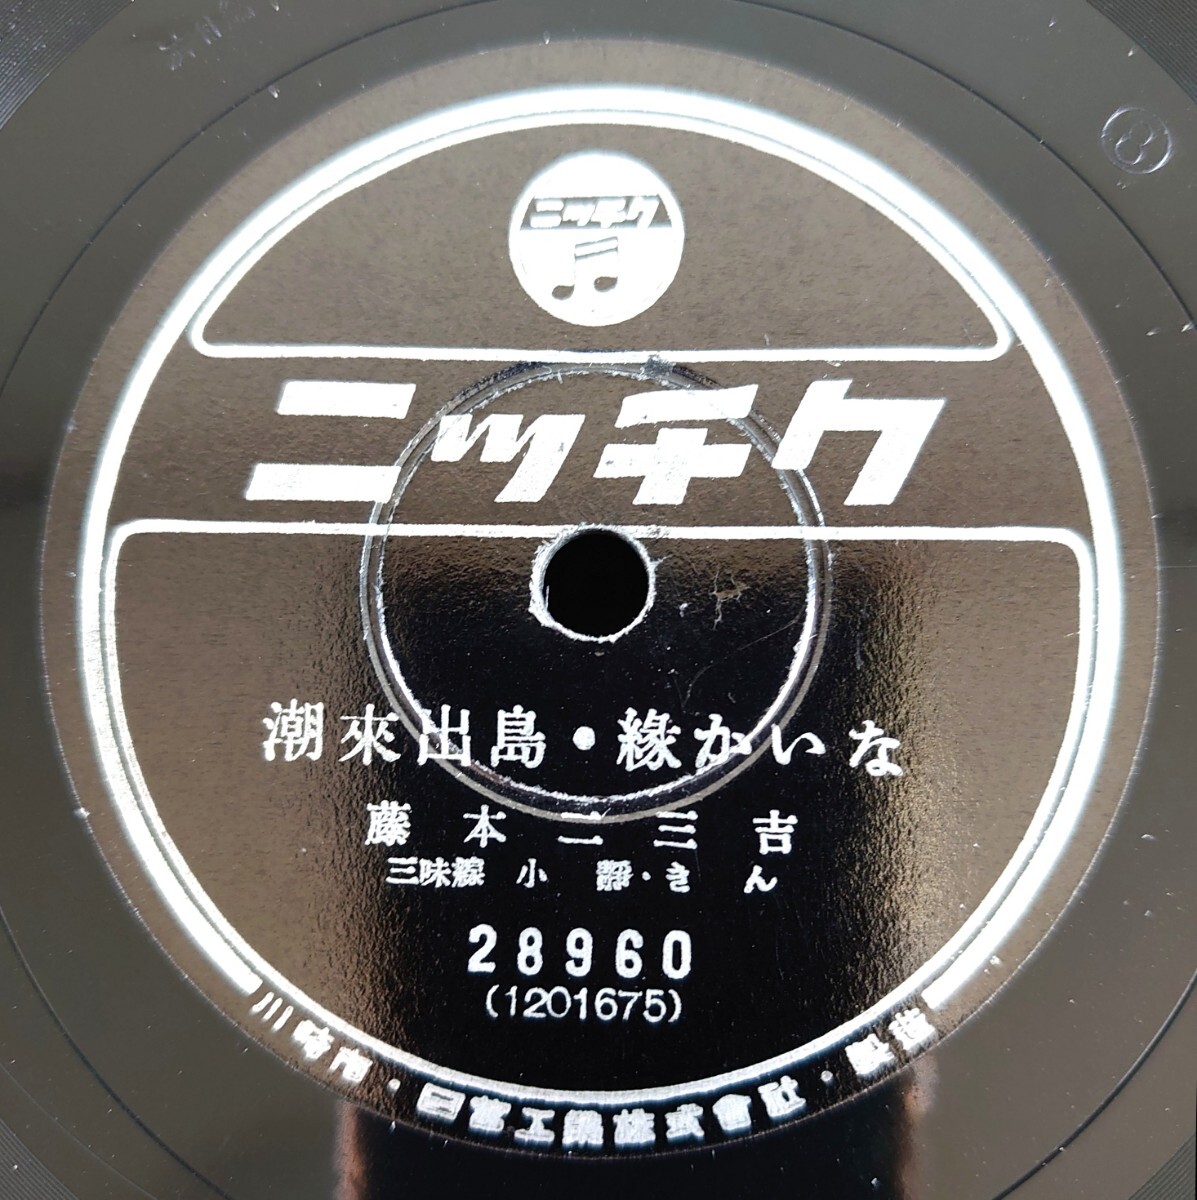 ニッチク
ニッチク
潮來出島・緣かいな
藤本二三吉
三味線 小靜・きん
28960
(1201675)
川崎市・日蓄工業株式會社・製造
8